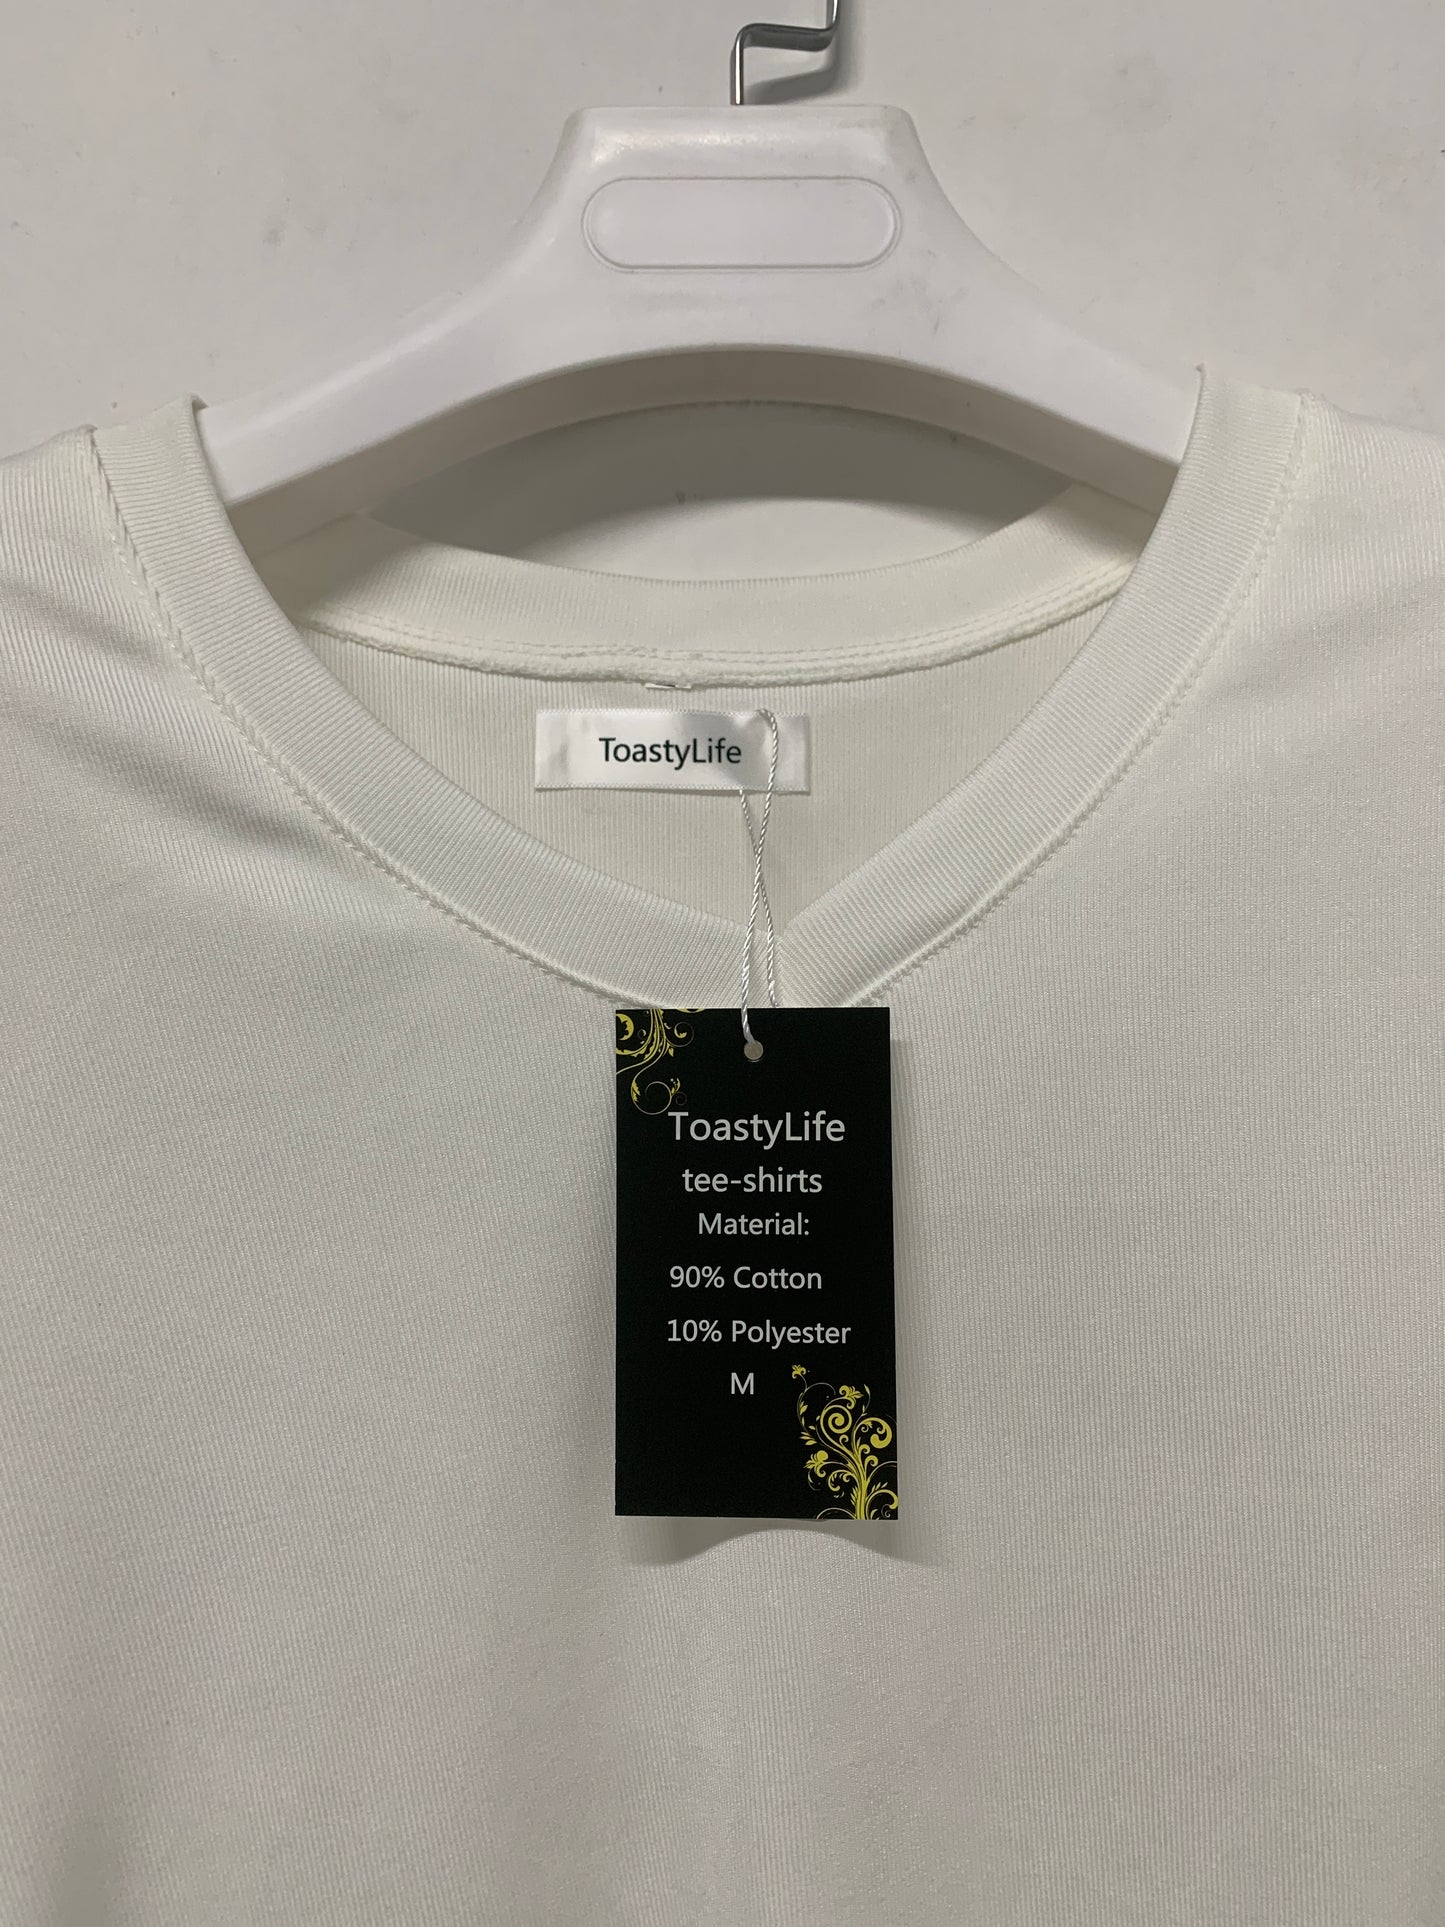 ToastyLife
ToastyLife
tee-shirts
Material:
90% Cotton
10% Polyester
M